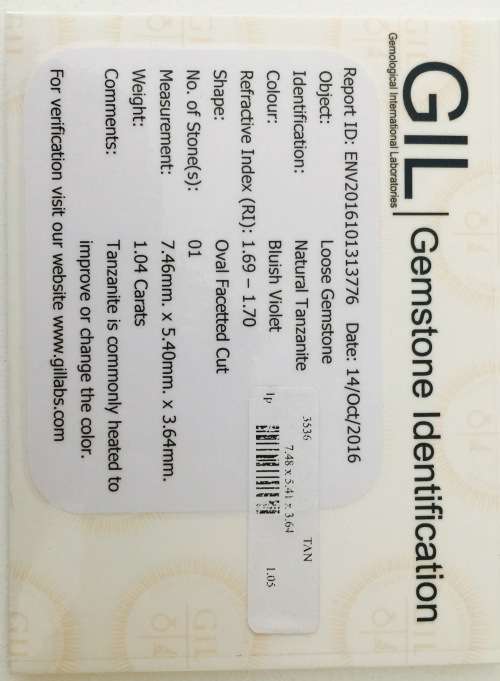 GIL | Gemstone Identification
Gemological International Laboratories
Report ID: ENV2016101313776 Date: 14/Oct/2016
Object: Loose Gemstone
Identification: Natural Tanzanite
Colour: Bluish Violet
Refractive Index (RI): 1.69 – 1.70
Shape: Oval Facetted Cut
No. of Stone(s): 01
Measurement: 7.46mm. x 5.40mm. x 3.64mm.
Weight: 1.04 Carats
Comments: Tanzanite is commonly heated to
improve or change the color.
For verification visit our website www.gillabs.com
3536 TAN
7.48 x 5.41 x 3.64
1p 1.05